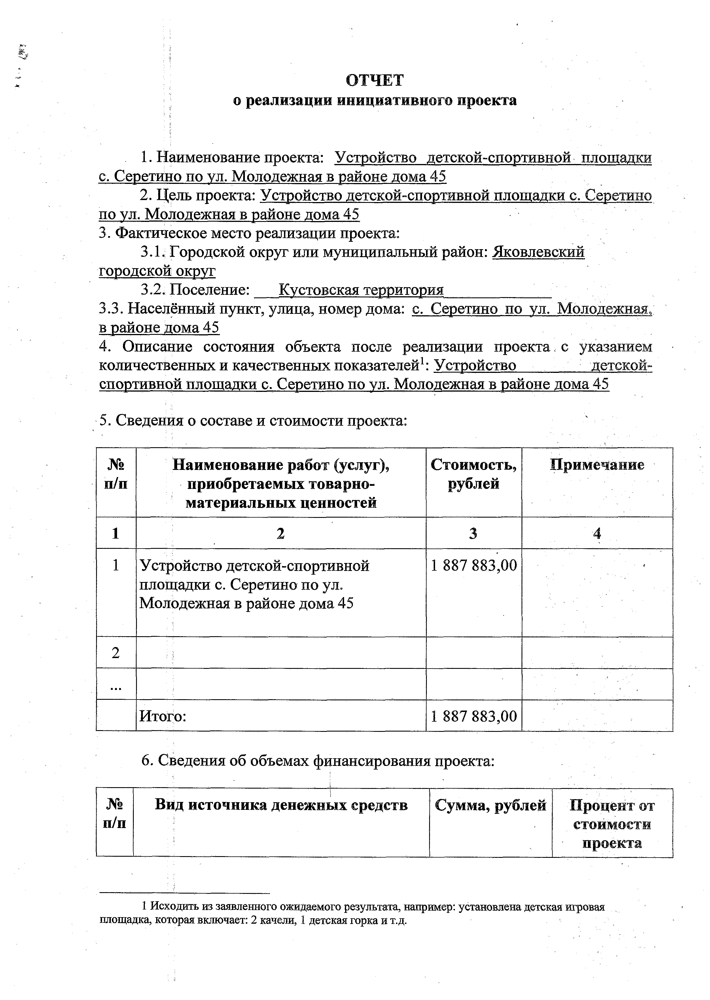 ОТЧЕТ
о реализации инициативного проекта
1. Наименование проекта: Устройство детской-спортивной площадки
с. Серетино по ул. Молодежная в районе дома 45
2. Цель проекта: Устройство детской-спортивной площадки с. Серетино
по ул. Молодежная в районе дома 45
3. Фактическое место реализации проекта:
3.1. Городской округ или муниципальный район: Яковлевский
городской округ
3.2. Поселение: Кустовская территория
3.3. Населённый пункт, улица, номер дома: с. Серетино по ул. Молодежная,
в районе дома 45
4. Описание состояния объекта после реализации проекта с указанием
количественных и качественных показателей1: Устройство детской-
спортивной площадки с. Серетино по ул. Молодежная в районе дома 45
5. Сведения о составе и стоимости проекта:
№ Наименование работ (услуг), Стоимость, Примечание
п/п приобретаемых товарно- рублей
материальных ценностей
1 2 3 4
1 Устройство детской-спортивной 1 887 883,00
площадки с. Серетино по ул.
Молодежная в районе дома 45
2
...
Итого: 1 887 883,00
6. Сведения об объемах финансирования проекта:
№ Вид источника денежных средств Сумма, рублей Процент от
п/п стоимости
проекта
1 Исходить из заявленного ожидаемого результата, например: установлена детская игровая
площадка, которая включает: 2 качели, 1 детская горка и т.д.